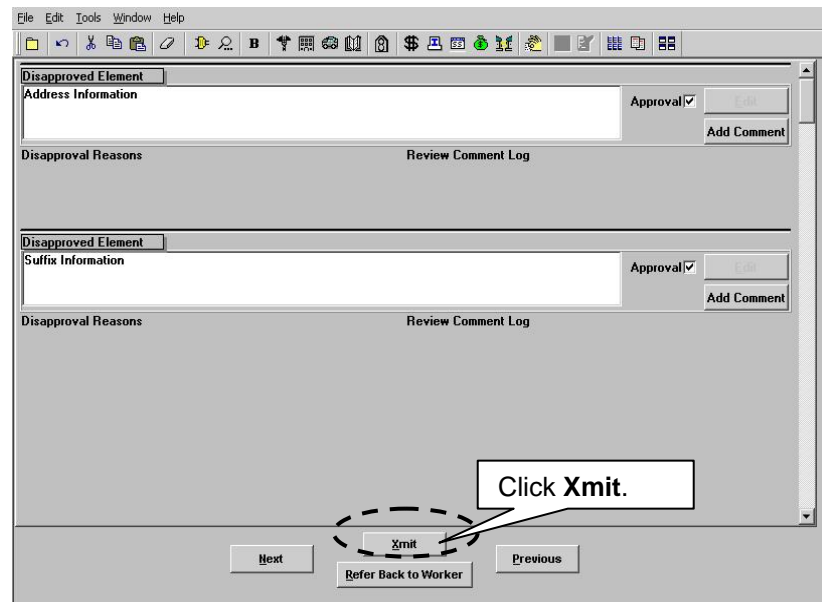 File Edit Tools Window Help
B $
Disapproved Element
Address Information
Approval Edit
Add Comment
Disapproval Reasons Review Comment Log
Disapproved Element
Suffix Information
Approval Edit
Add Comment
Disapproval Reasons Review Comment Log
Click Xmit.
Xmit
Next Previous
Refer Back to Worker